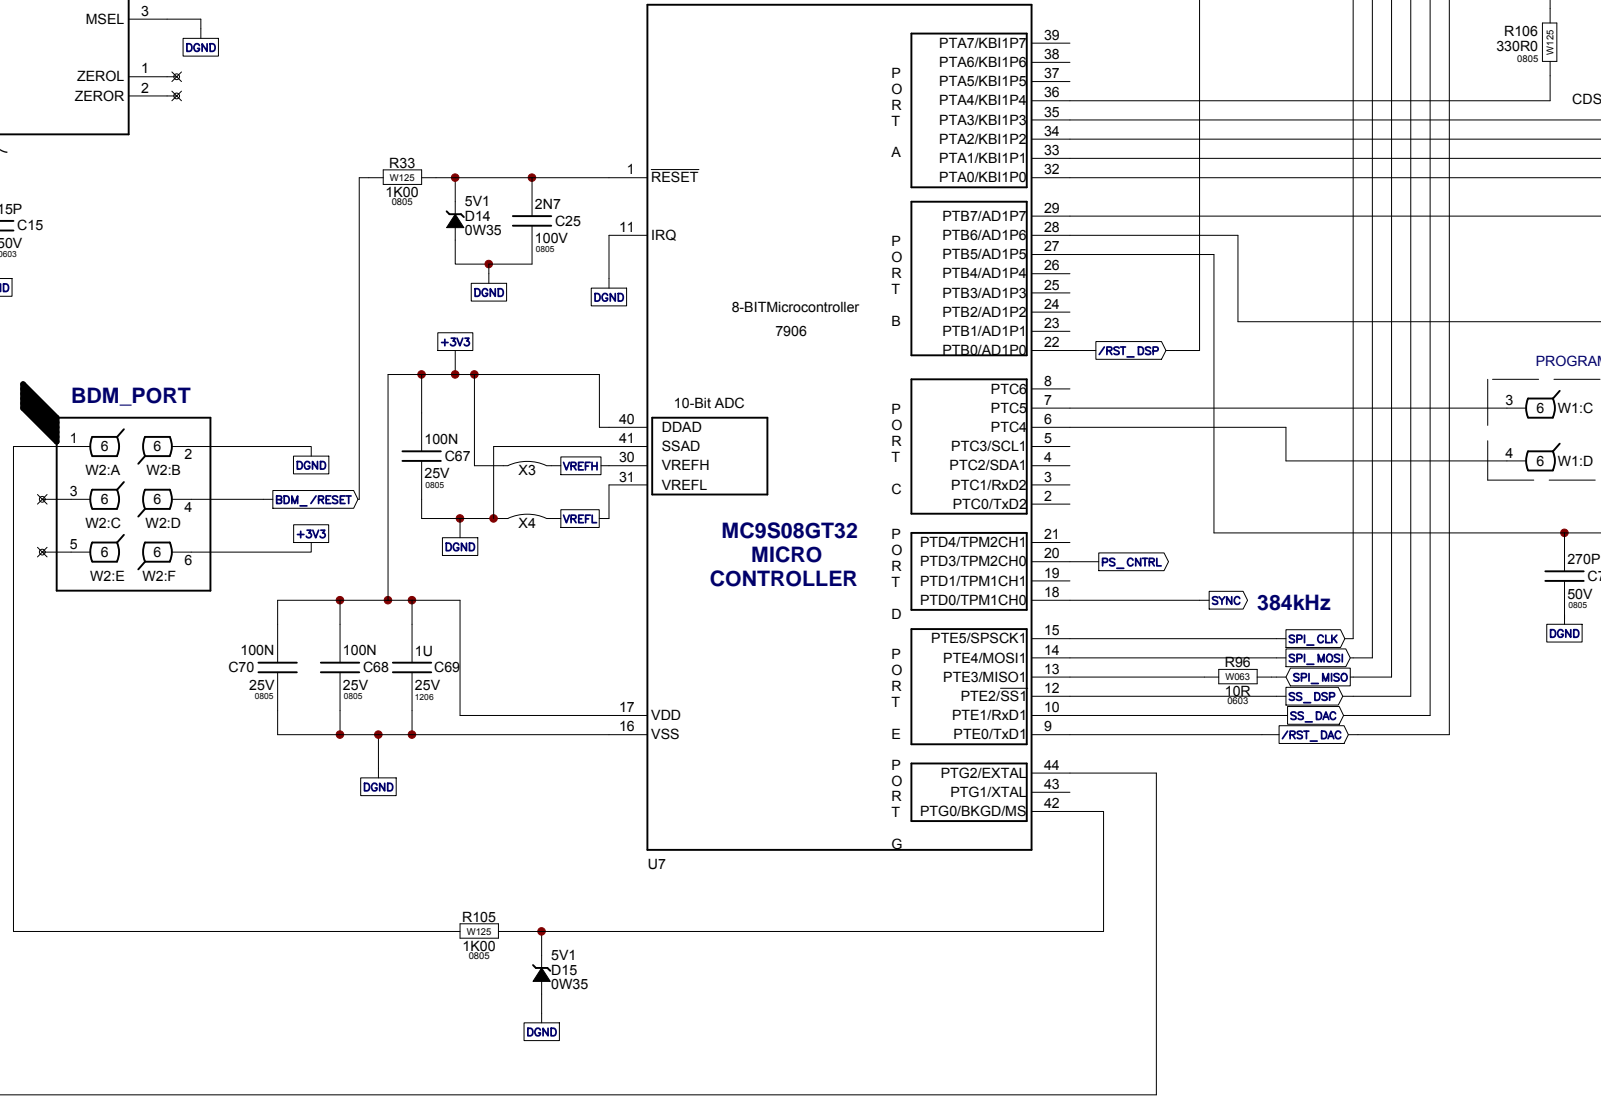 MSEL 3
DGND
ZEROL 1
ZEROR 2
15P
C15
50V
0603
BDM_PORT
1 6 6 2
W2:A W2:B
DGND
3 6 6 4
W2:C W2:D
BDM_/RESET
+3V3
5 6 6 6
W2:E W2:F
R33
W125
1K00
0805
5V1
D14
0W35
2N7
C25
100V
0805
DGND
DGND
+3V3
100N
C67
25V
0805
X3
VREFH
X4
VREFL
DGND
100N
C70
25V
0805
100N
C68
25V
0805
1U
C69
25V
1206
DGND
1 RESET
11 IRQ
8-BITMicrocontroller
7906
10-Bit ADC
40 DDAD
41 SSAD
30 VREFH
31 VREFL
MC9S08GT32
MICRO
CONTROLLER
17 VDD
16 VSS
U7
PORT A
PTA7/KBI1P7 39
PTA6/KBI1P6 38
PTA5/KBI1P5 37
PTA4/KBI1P4 36
PTA3/KBI1P3 35
PTA2/KBI1P2 34
PTA1/KBI1P1 33
PTA0/KBI1P0 32
PORT B
PTB7/AD1P7 29
PTB6/AD1P6 28
PTB5/AD1P5 27
PTB4/AD1P4 26
PTB3/AD1P3 25
PTB2/AD1P2 24
PTB1/AD1P1 23
PTB0/AD1P0 22
/RST_DSP
PORT C
PTC6 8
PTC5 7
PTC4 6
PTC3/SCL1 5
PTC2/SDA1 4
PTC1/RxD2 3
PTC0/TxD2 2
PORT D
PTD4/TPM2CH1 21
PTD3/TPM2CH0 20
PS_CNTRL
PTD1/TPM1CH1 19
PTD0/TPM1CH0 18
SYNC 384kHz
PORT E
PTE5/SPSCK1 15
SPI_CLK
PTE4/MOSI1 14
SPI_MOSI
PTE3/MISO1 13
SPI_MISO
PTE2/SS1 12
SS_DSP
PTE1/RxD1 10
SS_DAC
PTE0/TxD1 9
/RST_DAC
R96
W063
10R
0603
PORT G
PTG2/EXTAL 44
PTG1/XTAL 43
PTG0/BKGD/MS 42
R106
330R0
0805
W125
CDS
PROGRAM
3 6 W1:C
4 6 W1:D
270P
50V
0805
DGND
R105
W125
1K00
0805
5V1
D15
0W35
DGND